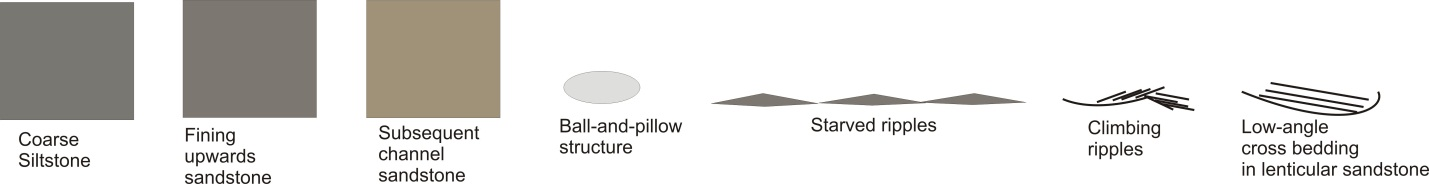 Coarse
Siltstone
Fining
upwards
sandstone
Subsequent
channel
sandstone
Ball-and-pillow
structure
Starved ripples
Climbing
ripples
Low-angle
cross bedding
in lenticular sandstone